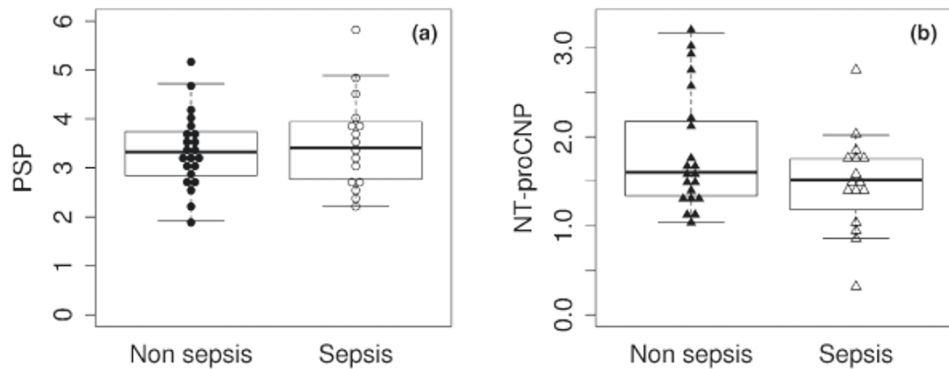 (a)
PSP
6
5
4
3
2
1
0
Non sepsis
Sepsis
(b)
NT-proCNP
3.0
2.0
1.0
0.0
Non sepsis
Sepsis